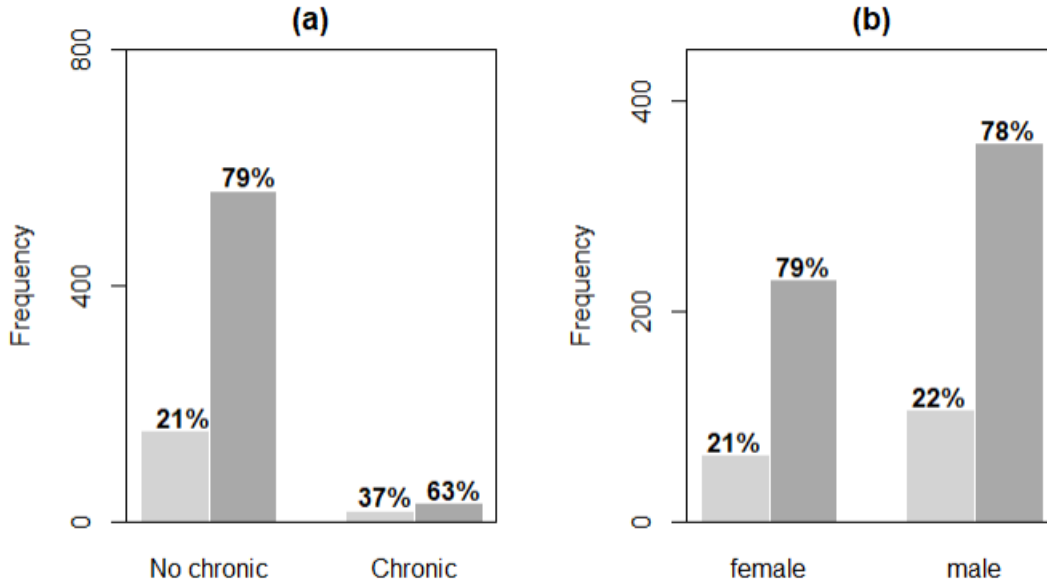 (a)
Frequency
800
400
0
79%
21%
37%
63%
No chronic
Chronic
(b)
Frequency
400
200
0
78%
79%
22%
21%
female
male